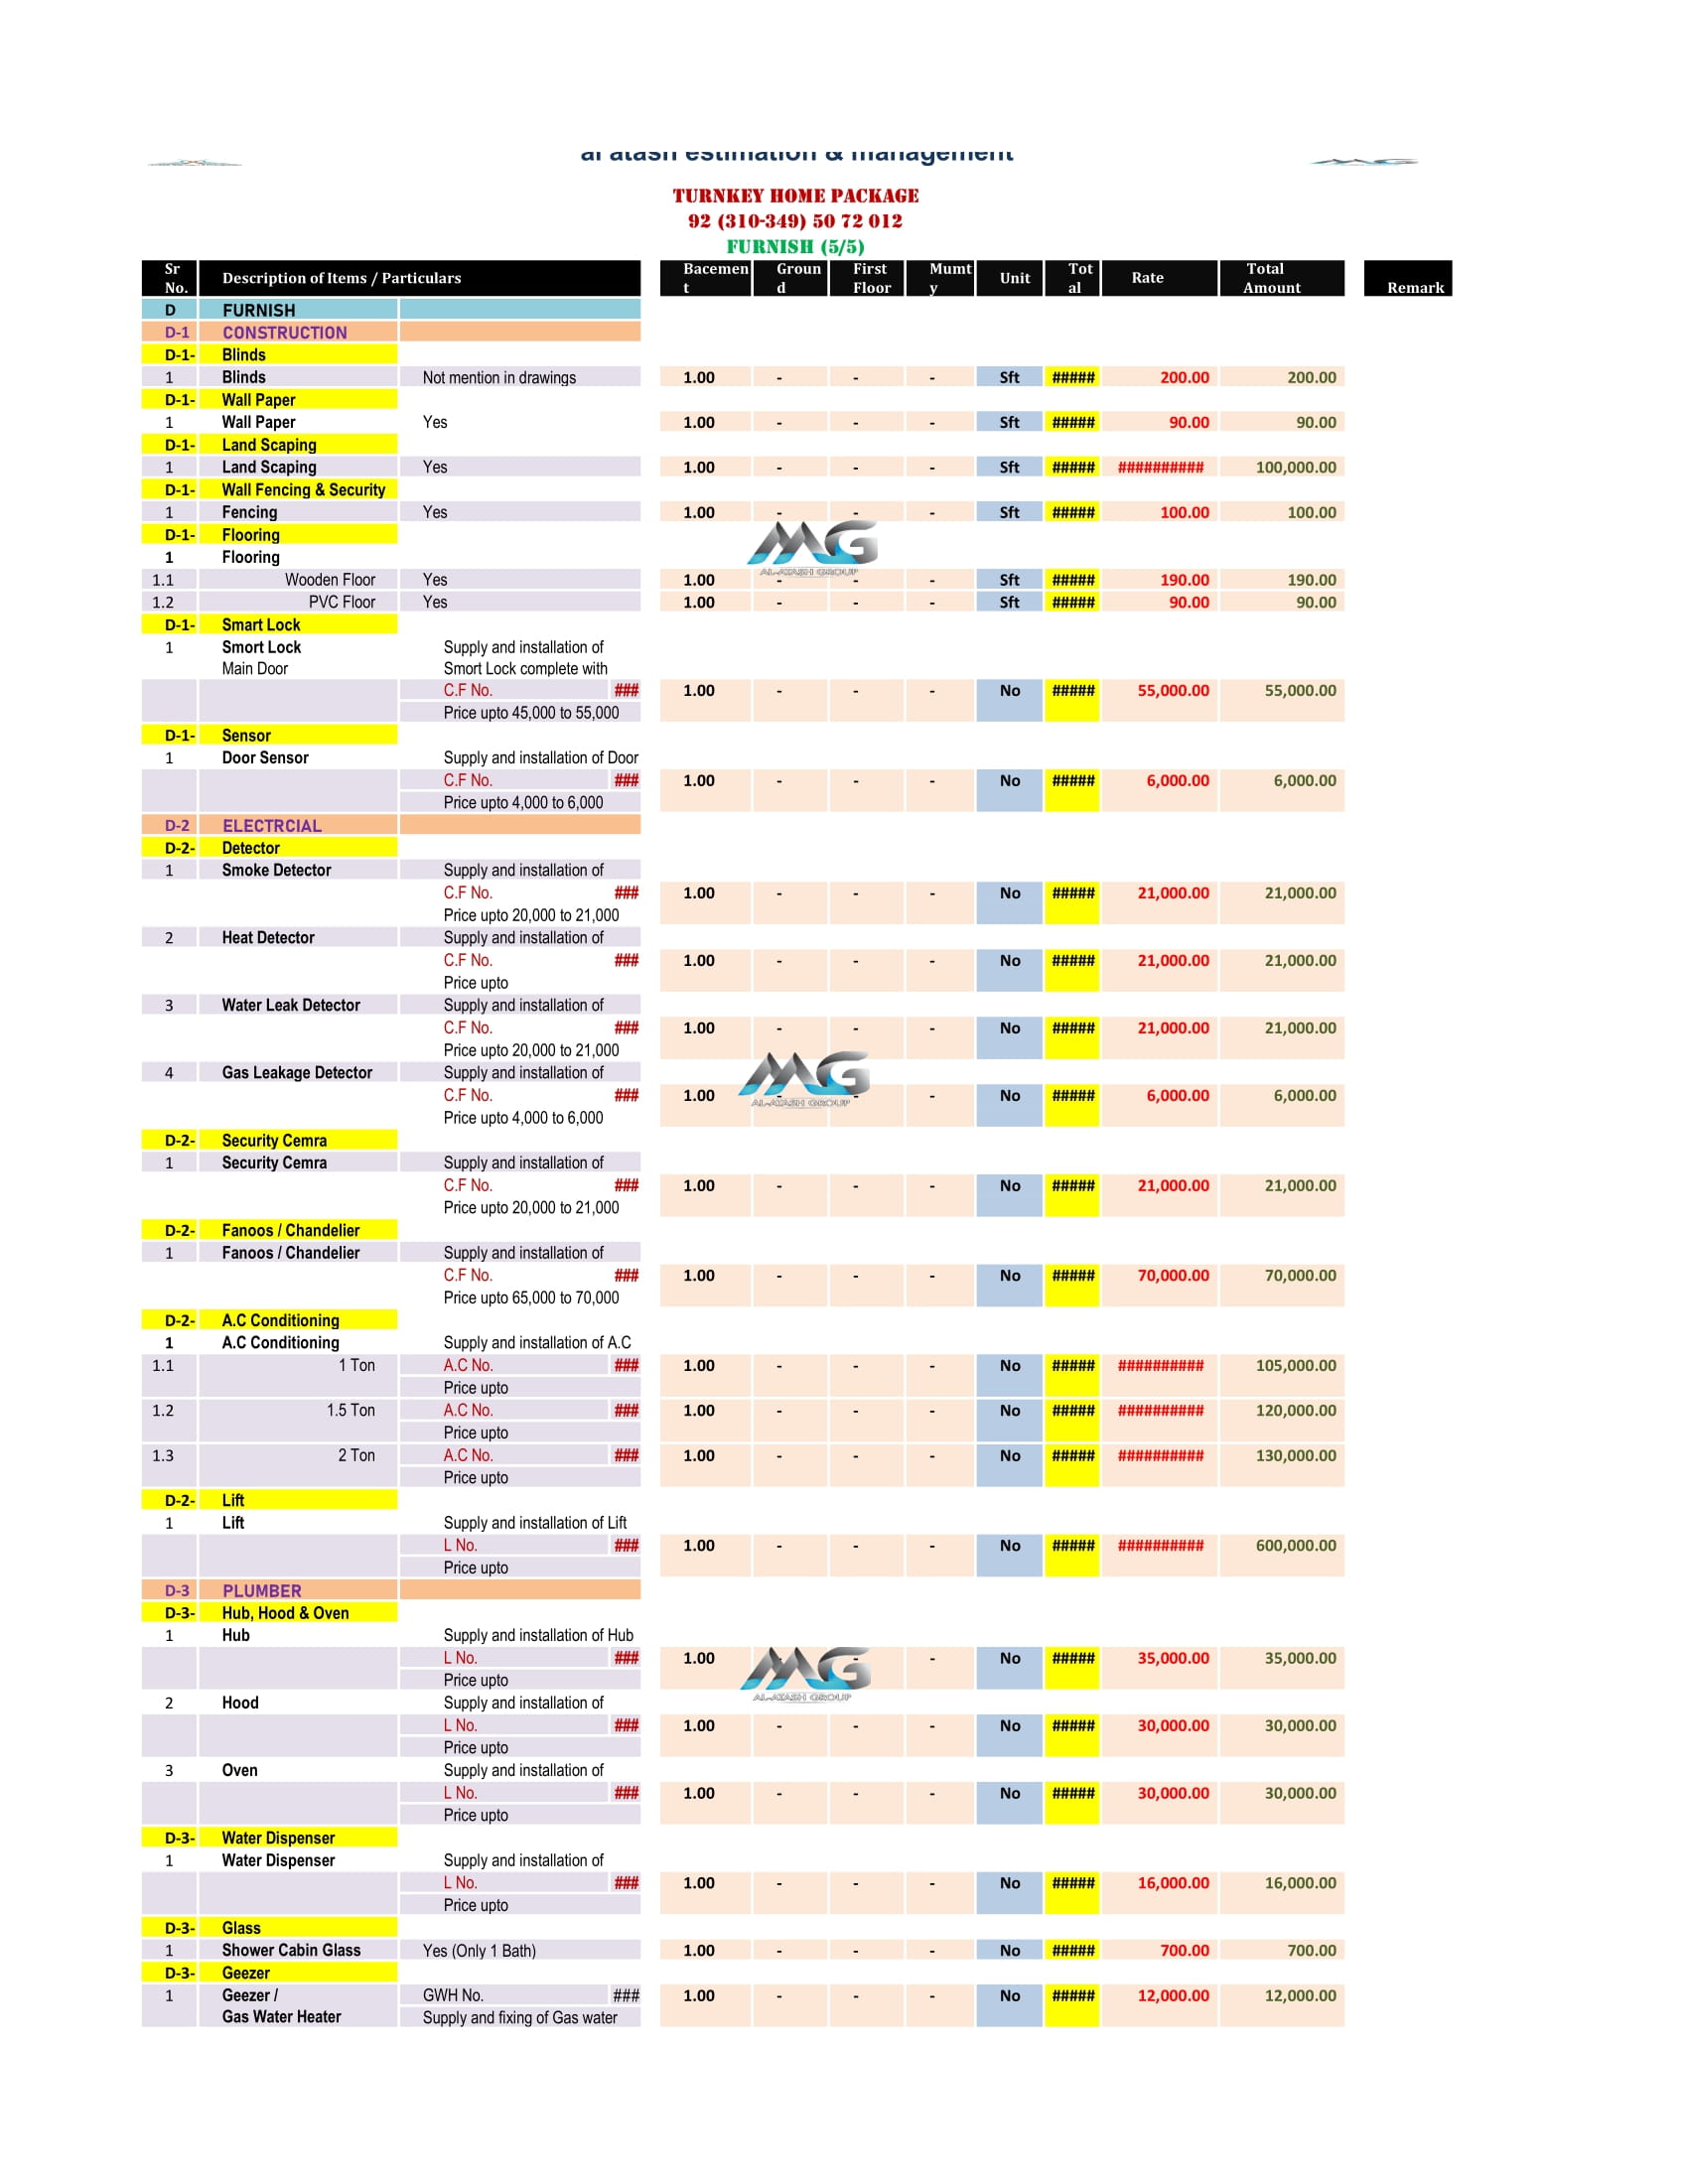 al atash estimation & management
TURNKEY HOME PACKAGE
92 (310-349) 50 72 012
FURNISH (5/5)
Sr No. Description of Items / Particulars Bacement Ground First Floor Mumty Unit Total Rate Total Amount Remark
D FURNISH
D-1 CONSTRUCTION
D-1- Blinds
1 Blinds Not mention in drawings 1.00 - - - Sft ##### 200.00 200.00
D-1- Wall Paper
1 Wall Paper Yes 1.00 - - - Sft ##### 90.00 90.00
D-1- Land Scaping
1 Land Scaping Yes 1.00 - - - Sft ##### ########## 100,000.00
D-1- Wall Fencing & Security
1 Fencing Yes 1.00 - - - Sft ##### 100.00 100.00
D-1- Flooring
MG
AL-ATASH GROUP
1 Flooring
1.1 Wooden Floor Yes 1.00 - - - Sft ##### 190.00 190.00
1.2 PVC Floor Yes 1.00 - - - Sft ##### 90.00 90.00
D-1- Smart Lock
1 Smort Lock Supply and installation of
Main Door Smort Lock complete with
C.F No. ### 1.00 - - - No ##### 55,000.00 55,000.00
Price upto 45,000 to 55,000
D-1- Sensor
1 Door Sensor Supply and installation of Door
C.F No. ### 1.00 - - - No ##### 6,000.00 6,000.00
Price upto 4,000 to 6,000
D-2 ELECTRCIAL
D-2- Detector
1 Smoke Detector Supply and installation of
C.F No. ### 1.00 - - - No ##### 21,000.00 21,000.00
Price upto 20,000 to 21,000
2 Heat Detector Supply and installation of
C.F No. ### 1.00 - - - No ##### 21,000.00 21,000.00
Price upto
3 Water Leak Detector Supply and installation of
C.F No. ### 1.00 - - - No ##### 21,000.00 21,000.00
Price upto 20,000 to 21,000
MG
AL-ATASH GROUP
4 Gas Leakage Detector Supply and installation of
C.F No. ### 1.00 - - - No ##### 6,000.00 6,000.00
Price upto 4,000 to 6,000
D-2- Security Cemra
1 Security Cemra Supply and installation of
C.F No. ### 1.00 - - - No ##### 21,000.00 21,000.00
Price upto 20,000 to 21,000
D-2- Fanoos / Chandelier
1 Fanoos / Chandelier Supply and installation of
C.F No. ### 1.00 - - - No ##### 70,000.00 70,000.00
Price upto 65,000 to 70,000
D-2- A.C Conditioning
1 A.C Conditioning Supply and installation of A.C
1.1 1 Ton A.C No. ### 1.00 - - - No ##### ########## 105,000.00
Price upto
1.2 1.5 Ton A.C No. ### 1.00 - - - No ##### ########## 120,000.00
Price upto
1.3 2 Ton A.C No. ### 1.00 - - - No ##### ########## 130,000.00
Price upto
D-2- Lift
1 Lift Supply and installation of Lift
L No. ### 1.00 - - - No ##### ########## 600,000.00
Price upto
D-3 PLUMBER
D-3- Hub, Hood & Oven
1 Hub Supply and installation of Hub
L No. ### 1.00 - - - No ##### 35,000.00 35,000.00
Price upto
MG
AL-ATASH GROUP
2 Hood Supply and installation of
L No. ### 1.00 - - - No ##### 30,000.00 30,000.00
Price upto
3 Oven Supply and installation of
L No. ### 1.00 - - - No ##### 30,000.00 30,000.00
Price upto
D-3- Water Dispenser
1 Water Dispenser Supply and installation of
L No. ### 1.00 - - - No ##### 16,000.00 16,000.00
Price upto
D-3- Glass
1 Shower Cabin Glass Yes (Only 1 Bath) 1.00 - - - No ##### 700.00 700.00
D-3- Geezer
1 Geezer / GWH No. ### 1.00 - - - No ##### 12,000.00 12,000.00
Gas Water Heater Supply and fixing of Gas water